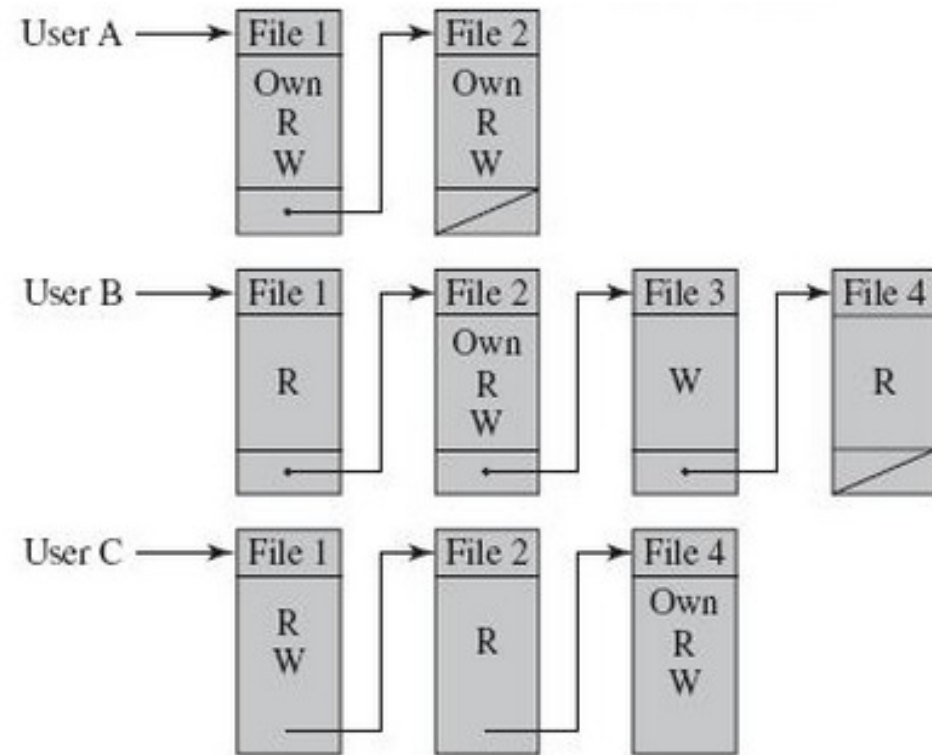 User A File 1 File 2
Own Own
R R
W W
User B File 1 File 2 File 3 File 4
R Own R W W R
User C File 1 File 2 File 4
R W R Own R W